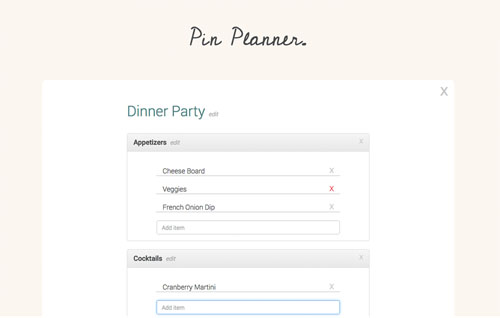 Pin Planner.
X
Dinner Party edit
Appetizers edit X
Cheese Board X
Veggies X
French Onion Dip X
Add item
Cocktails edit X
Cranberry Martini X
Add item